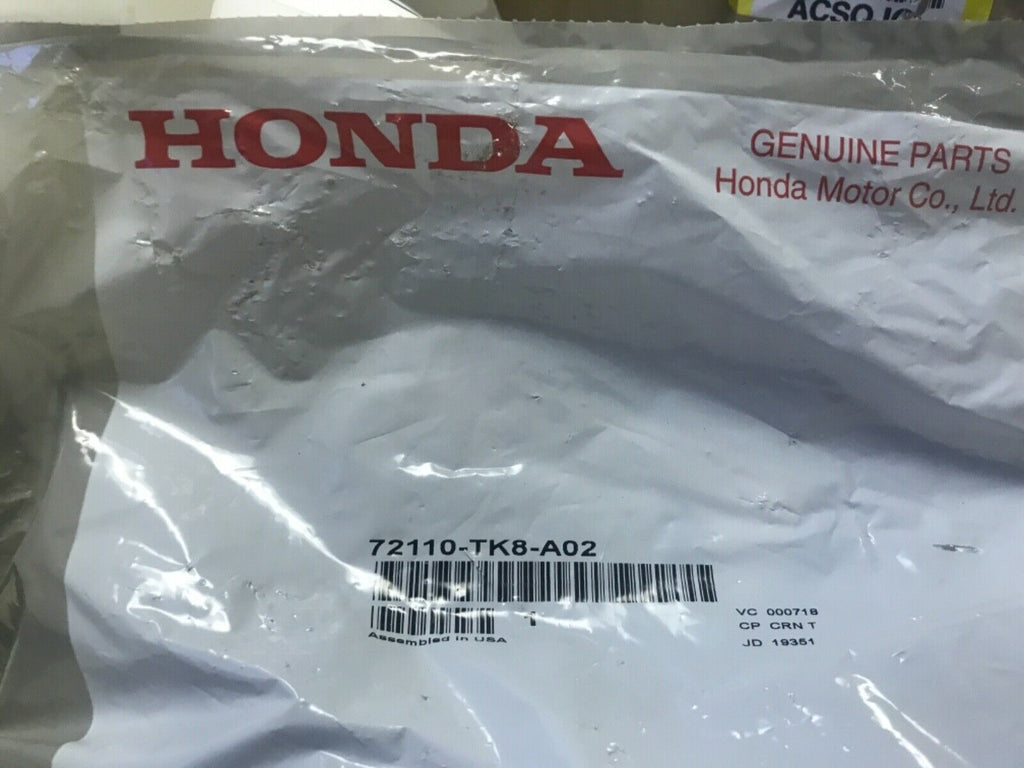 HONDA
GENUINE PARTS
Honda Motor Co., Ltd.
72110-TK8-A02
1
Assembled in USA
VC 000718
CP CRN T
JD 19351